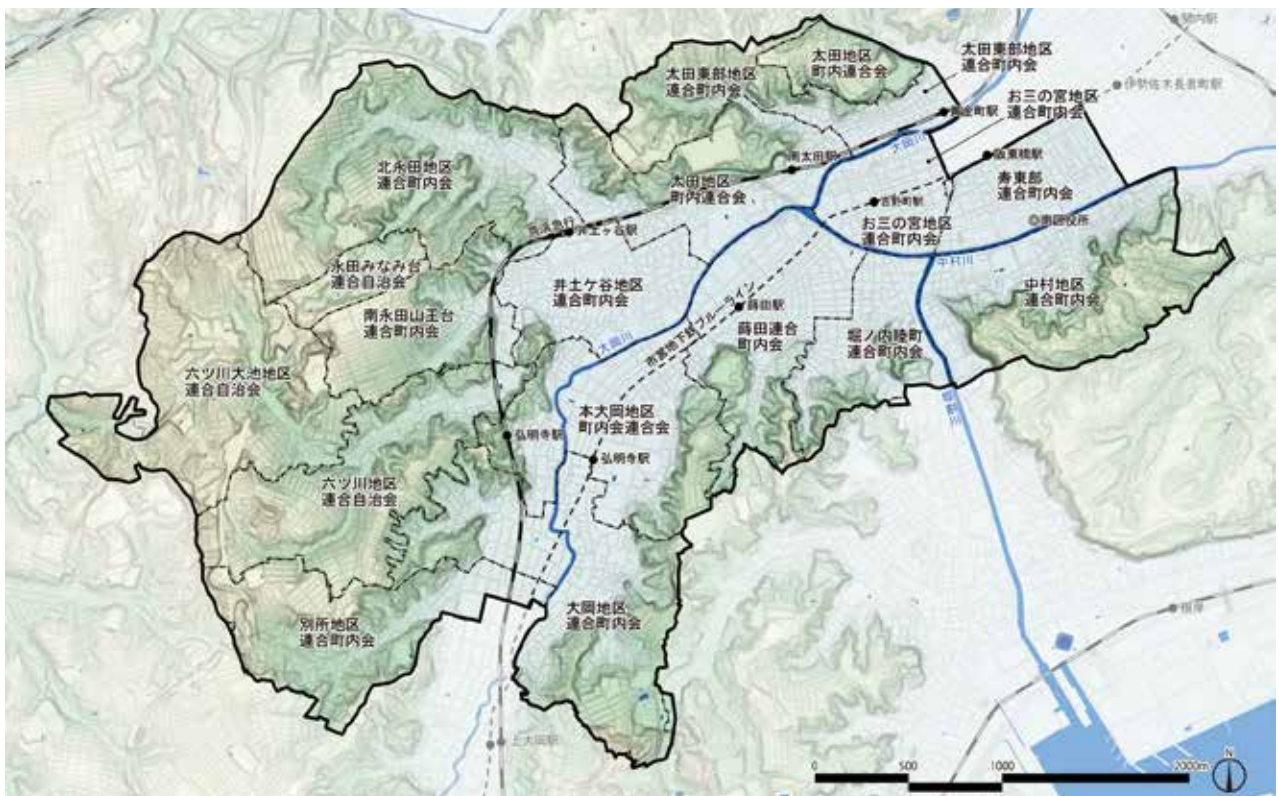 関内駅
太田地区
町内連合会
太田東部地区
連合町内会
太田東部地区
連合町内会
伊勢佐木長者町駅
お三の宮地区
連合町内会
黄金町駅
大岡川
阪東橋駅
南太田駅
北永田地区
連合町内会
太田地区
町内連合会
寿東部
連合町内会
吉野町駅
お三の宮地区
連合町内会
◎南区役所
京浜急行
井土ヶ谷駅
中村川
永田みなみ台
連合自治会
井土ケ谷地区
連合町内会
中村地区
連合町内会
南永田山王台
連合町内会
市営地下鉄ブルーライン
蒔田駅
大岡川
蒔田連合
町内会
堀ノ内睦町
連合町内会
六ツ川大池地区
連合自治会
堀割川
本大岡地区
町内会連合会
弘明寺駅
弘明寺駅
六ツ川地区
連合自治会
別所地区
連合町内会
大岡地区
連合町内会
根岸
上大岡駅
0
500
1000
2000m
N